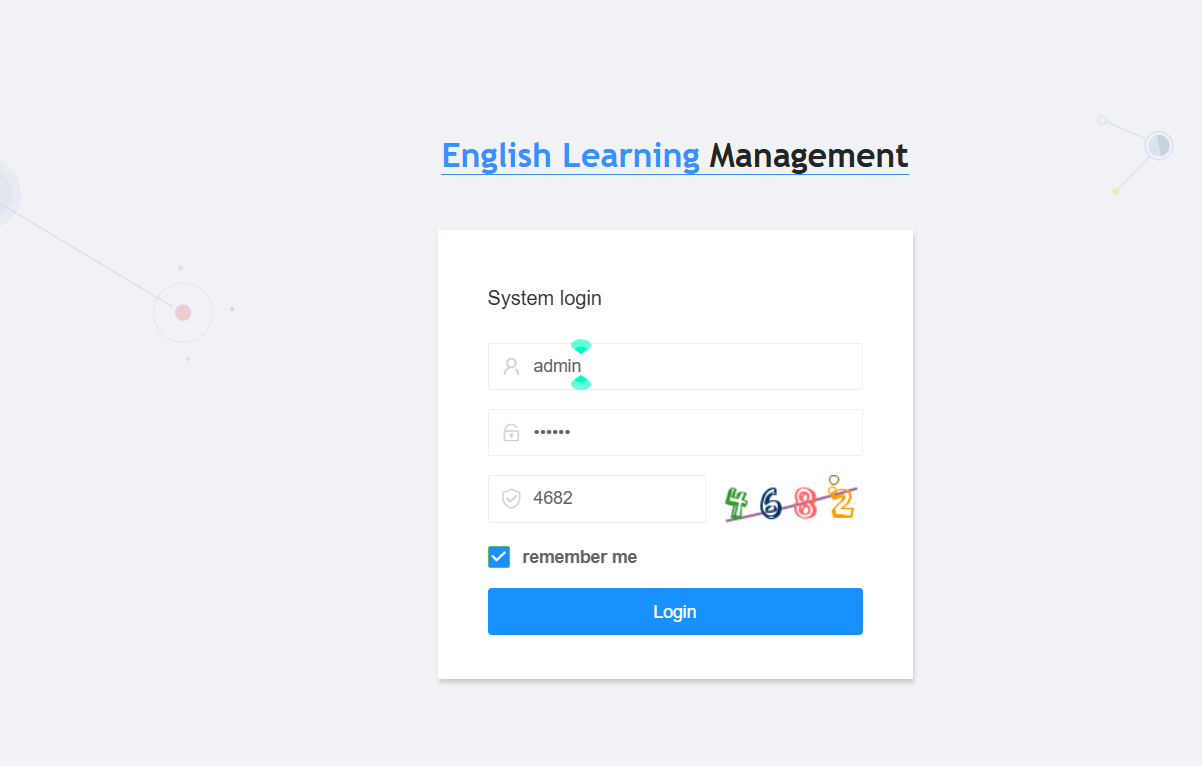 English Learning Management
System login
admin
••••••
4682 4682
remember me
Login